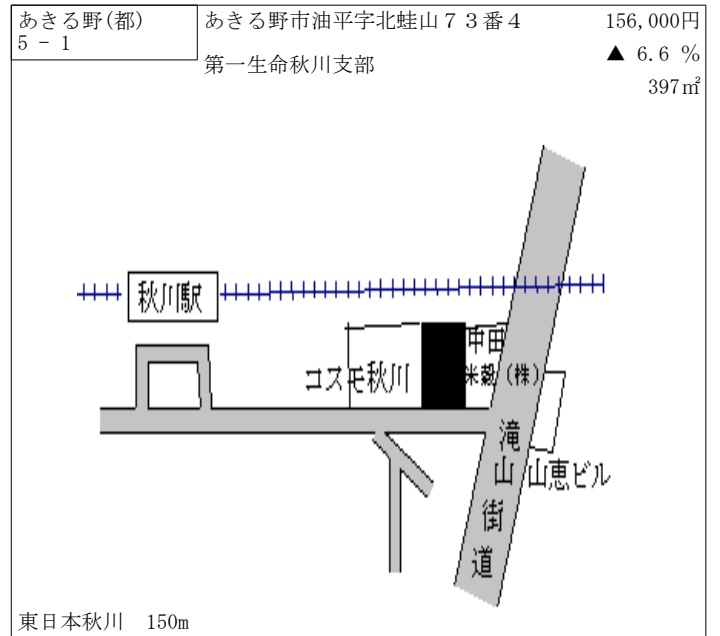 あきる野(都)
5 - 1
あきる野市油平字北蛙山７３番４
第一生命秋川支部
156,000円
▲ 6.6 %
397㎡
秋川駅
コスモ秋川
中田
米穀（株）
滝山街道
山恵ビル
東日本秋川　150m